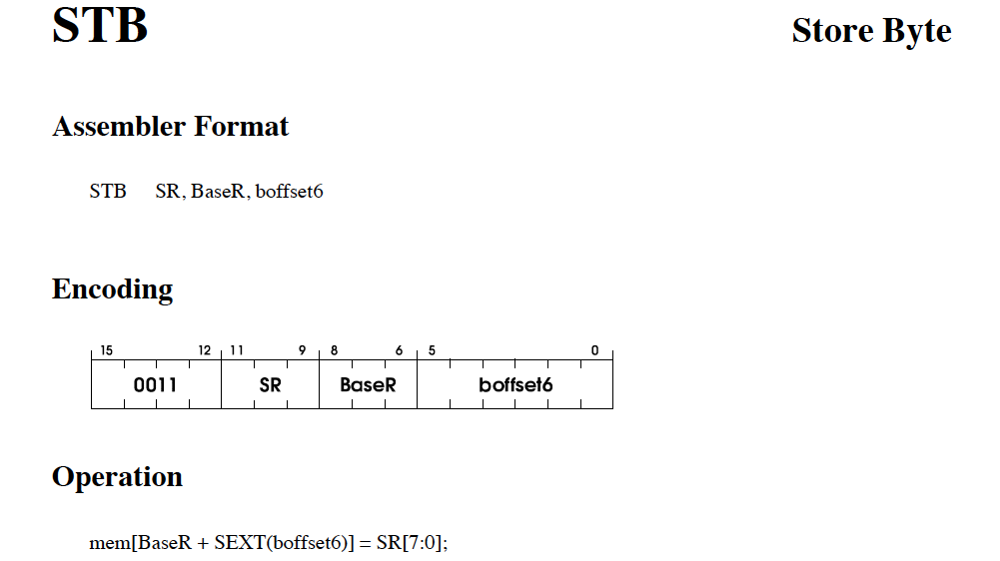 STB Store Byte
Assembler Format
STB SR, BaseR, boffset6
Encoding
15 12 11 9 8 6 5 0
0011 SR BaseR boffset6
Operation
mem[BaseR + SEXT(boffset6)] = SR[7:0];